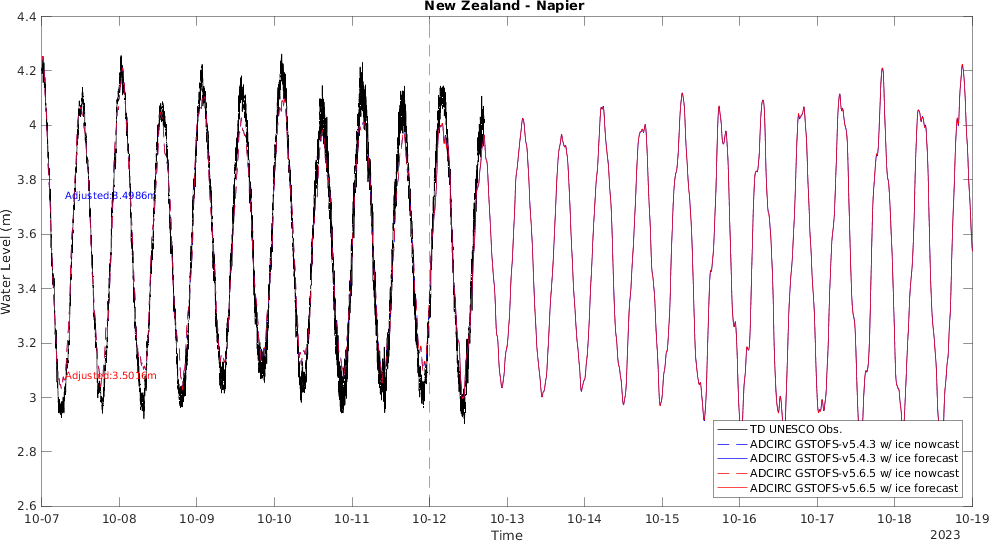 New Zealand - Napier
4.4
4.2
4
3.8
3.6
3.4
3.2
3
2.8
2.6
Water Level (m)
Adjusted:3.4986m
Adjusted:3.5016m
TD UNESCO Obs.
ADCIRC GSTOFS-v5.4.3 w/ ice nowcast
ADCIRC GSTOFS-v5.4.3 w/ ice forecast
ADCIRC GSTOFS-v5.6.5 w/ ice nowcast
ADCIRC GSTOFS-v5.6.5 w/ ice forecast
10-07 10-08 10-09 10-10 10-11 10-12 10-13 10-14 10-15 10-16 10-17 10-18 10-19
Time
2023